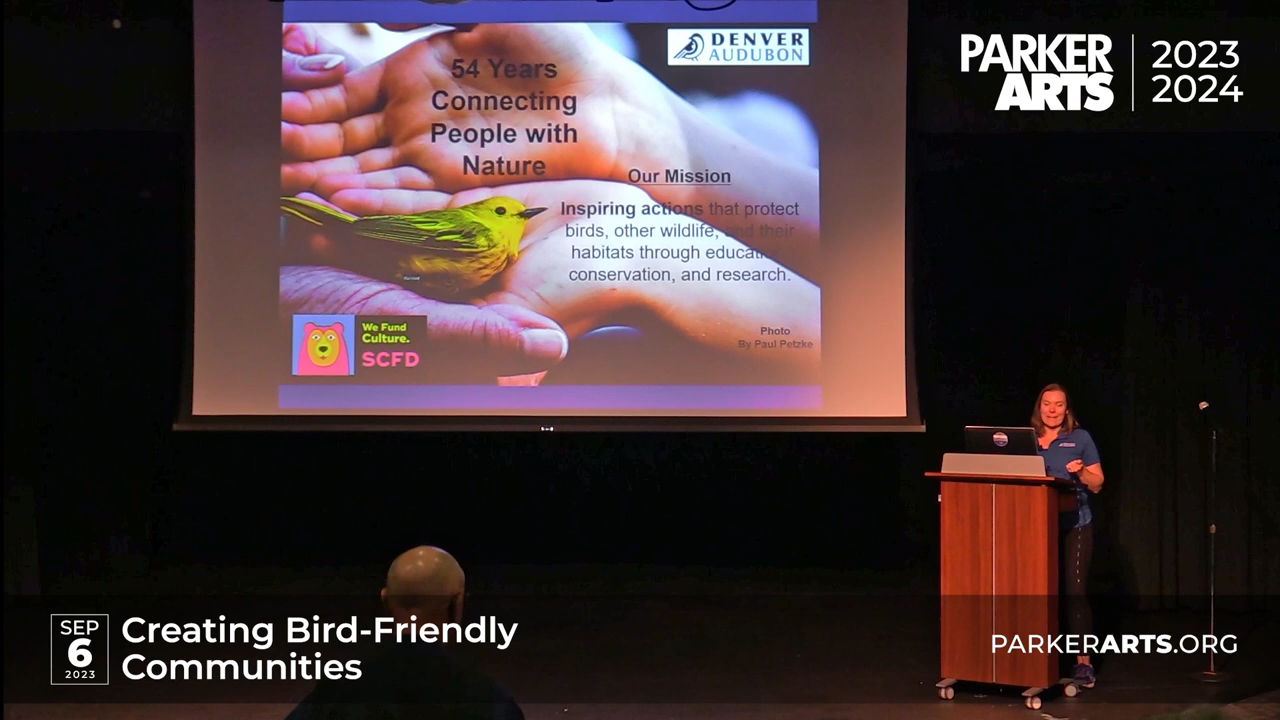 54 Years
Connecting
People with
Nature
DENVER
AUDUBON
Our Mission
Inspiring actions that protect
birds, other wildlife, and their
habitats through
conservation, and research.
We Fund
Culture.
SCFD
Photo
By Paul Petzke
PARKER
ARTS
2023
2024
SEP
6
2023
Creating Bird-Friendly
Communities
PARKERARTS.ORG